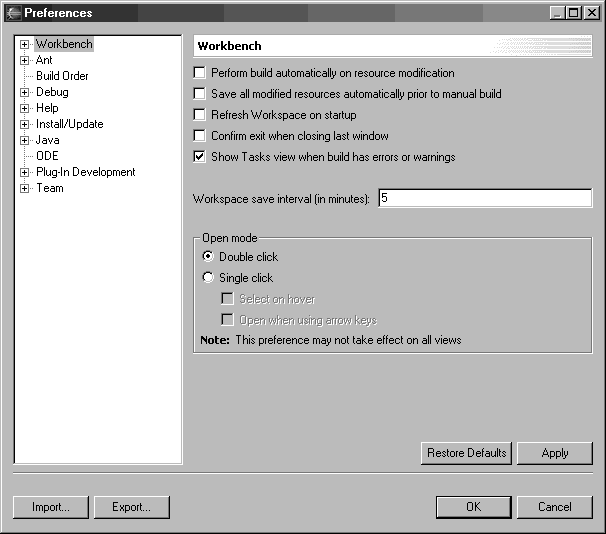 Preferences
Workbench
Ant
Build Order
Debug
Help
Install/Update
Java
ODE
Plug-In Development
Team
Workbench
Perform build automatically on resource modification
Save all modified resources automatically prior to manual build
Refresh Workspace on startup
Confirm exit when closing last window
Show Tasks view when build has errors or warnings
Workspace save interval (in minutes): 5
Open mode
Double click
Single click
Select on hover
Open when using arrow keys
Note: This preference may not take effect on all views
Restore Defaults Apply
Import... Export... OK Cancel